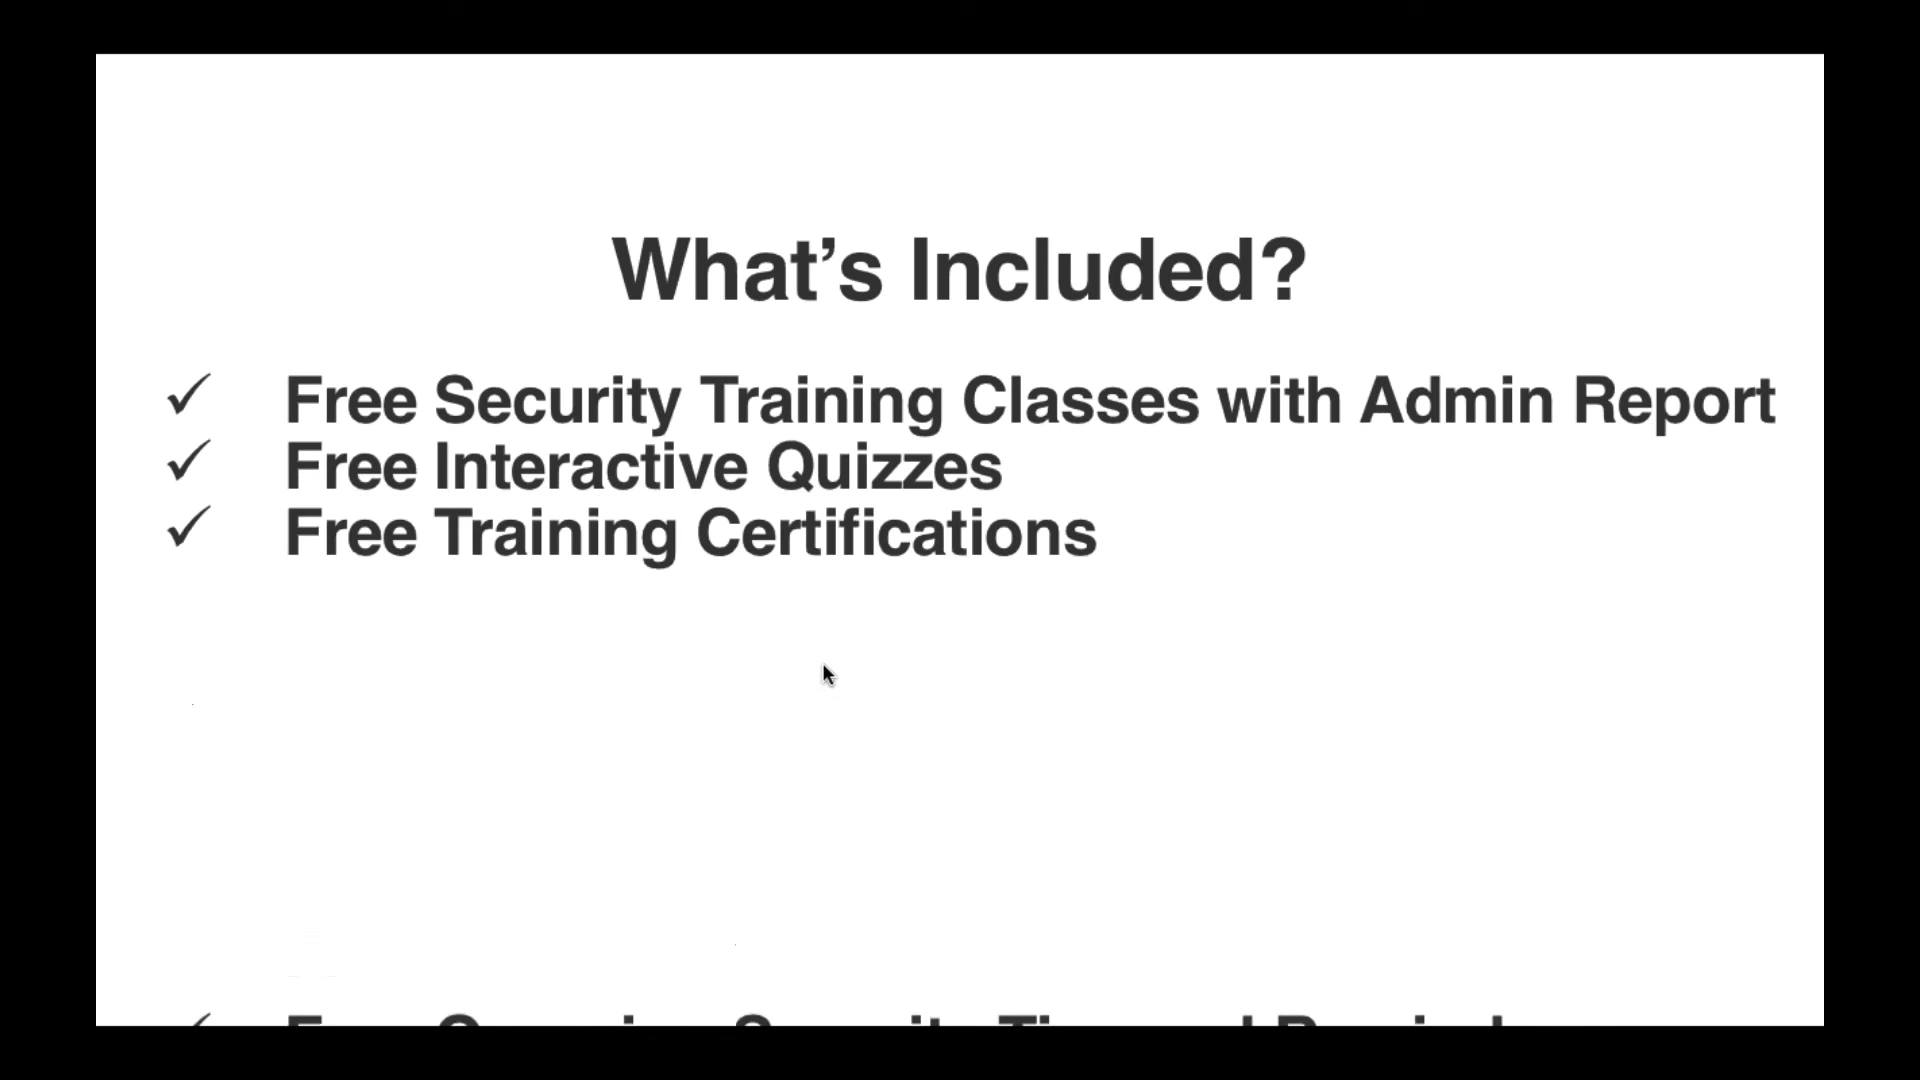 What’s Included?
✓ Free Security Training Classes with Admin Report
✓ Free Interactive Quizzes
✓ Free Training Certifications